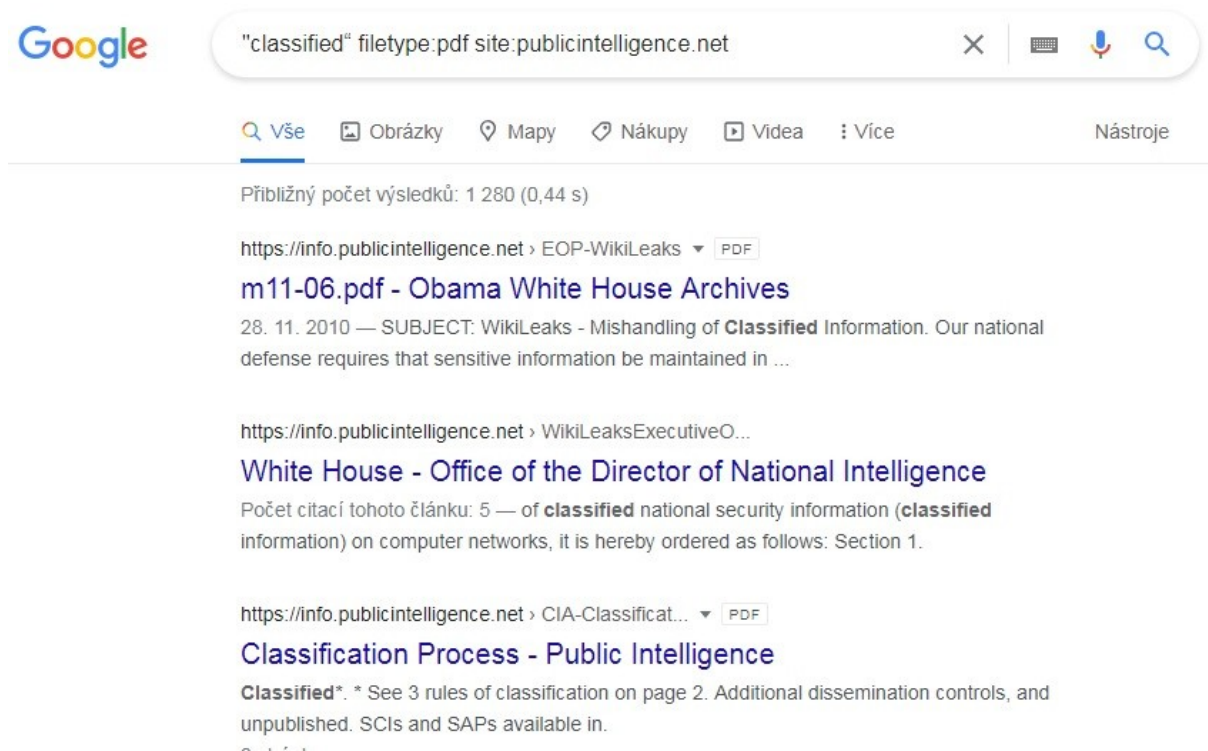 Google
"classified“ filetype:pdf site:publicintelligence.net
Vše Obrázky Mapy Nákupy Videa Více Nástroje
Přibližný počet výsledků: 1 280 (0,44 s)
https://info.publicintelligence.net › EOP-WikiLeaks PDF
m11-06.pdf - Obama White House Archives
28. 11. 2010 — SUBJECT: WikiLeaks - Mishandling of Classified Information. Our national
defense requires that sensitive information be maintained in ...
https://info.publicintelligence.net › WikiLeaksExecutiveO...
White House - Office of the Director of National Intelligence
Počet citací tohoto článku: 5 — of classified national security information (classified
information) on computer networks, it is hereby ordered as follows: Section 1.
https://info.publicintelligence.net › CIA-Classificat... PDF
Classification Process - Public Intelligence
Classified*. * See 3 rules of classification on page 2. Additional dissemination controls, and
unpublished. SCIs and SAPs available in.